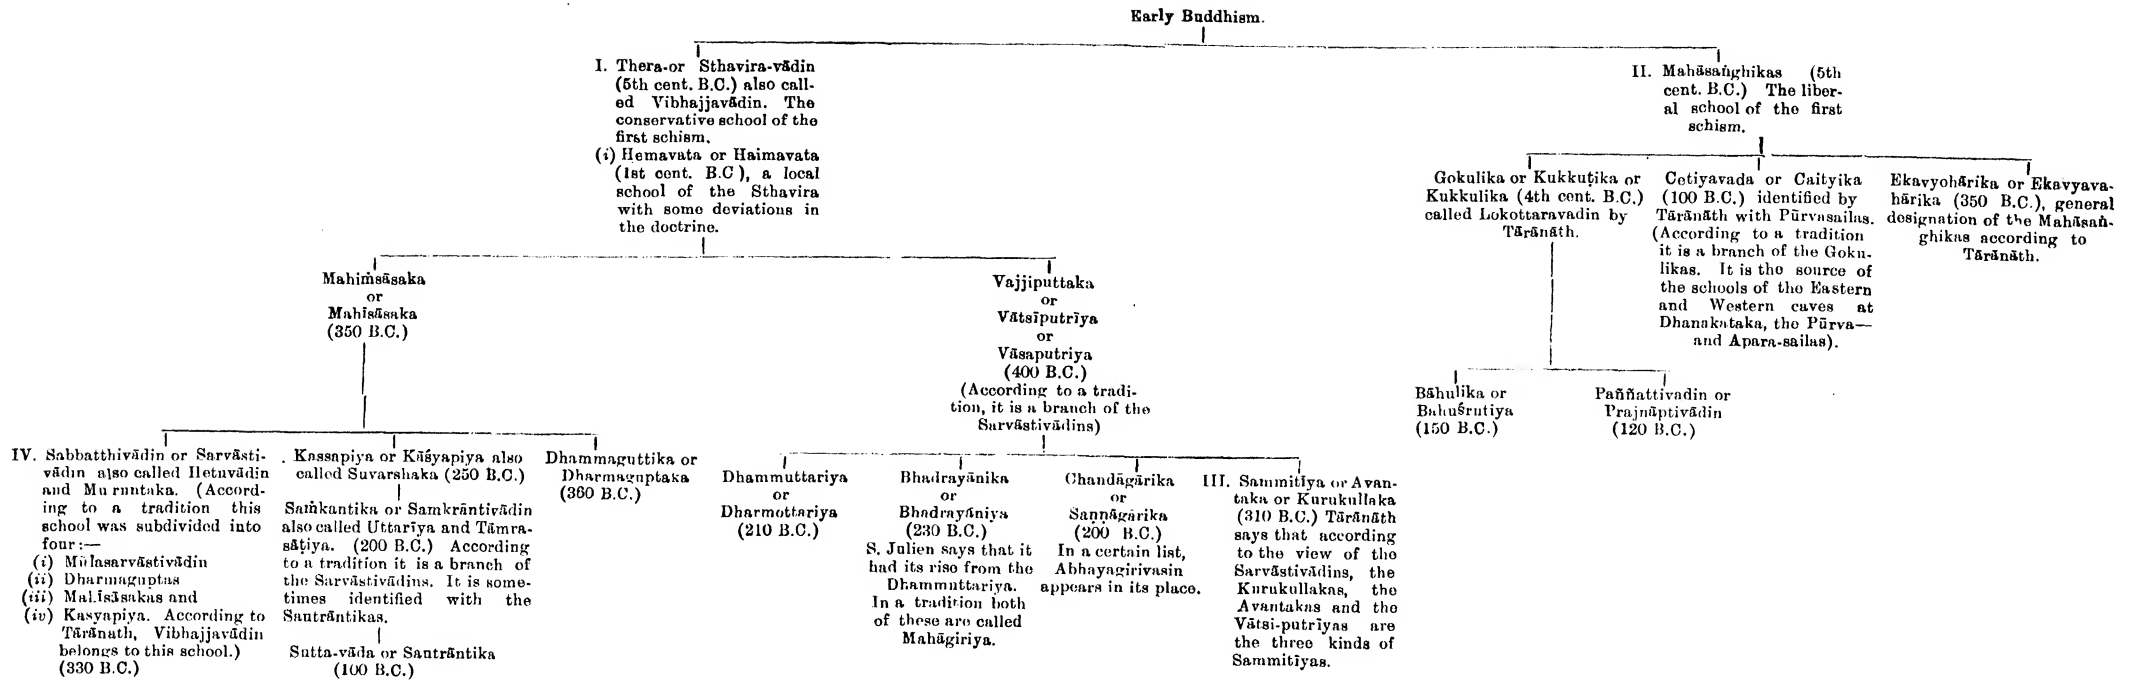 Early Buddhism.
I. Thera-or Sthavira-vādin
(5th cent. B.C.) also call-
ed Vibhajjavādin. The
conservative school of the
first schism.
(i) Hemavata or Haimavata
(1st cent. B.C), a local
school of the Sthavira
with some deviations in
the doctrine.
II. Mahāsaṅghikas (5th
cent. B.C.) The liber-
al school of the first
schism.
Gokulika or Kukkuṭika or
Kukkulika (4th cent. B.C.)
called Lokottaravadin by
Tārānāth.
Cetiyavada or Caityika
(100 B.C.) identified by
Tārānāth with Pūrvasailas.
(According to a tradition
it is a branch of the Goku-
likas. It is the source of
the schools of the Eastern
and Western caves at
Dhanakataka, the Pūrva—
and Apara-sailas).
Ekavyohārika or Ekavyava-
hārika (350 B.C.), general
designation of the Mahāsaṅ-
ghikas according to
Tārānāth.
Bāhulika or
Bahuśrutiya
(150 B.C.)
Paññattivadin or
Prajnāptivādin
(120 B.C.)
Mahiṁsāsaka
or
Mahīsāsaka
(350 B.C.)
Vajjiputtaka
or
Vātsīputrīya
or
Vāsaputriya
(400 B.C.)
(According to a tradi-
tion, it is a branch of the
Sarvāstivādins)
IV. Sabbatthivādin or Sarvāsti-
vādin also called Hetuvādin
and Muruntaka. (Accord-
ing to a tradition this
school was subdivided into
four:—
(i) Mūlasarvāstivādin
(ii) Dharmaguptas
(iii) Mahīsāsakas and
(iv) Kasyapiya. According to
Tārānath, Vibhajjavādin
belongs to this school.)
(330 B.C.)
Kassapiya or Kāśyapiya also
called Suvarshaka (250 B.C.)
Saṁkantika or Samkrāntivādin
also called Uttarīya and Tāmra-
sāṭiya. (200 B.C.) According
to a tradition it is a branch of
the Sarvāstivādins. It is some-
times identified with the
Sautrāntikas.
Sutta-vāda or Sautrāntika
(100 B.C.)
Dhammaguttika or
Dharmaguptaka
(360 B.C.)
Dhammuttariya
or
Dharmottariya
(210 B.C.)
Bhadrayānika
or
Bhadrayāniya
(230 B.C.)
S. Julien says that it
had its rise from the
Dhammuttariya.
In a tradition both
of these are called
Mahāgiriya.
Chandāgārika
or
Saṇṇāgarika
(200 B.C.)
In a certain list,
Abhayagirivasin
appears in its place.
III. Sammitīya or Avan-
taka or Kurukullaka
(310 B.C.) Tārānāth
says that according
to the view of the
Sarvāstivādins, the
Kurukullakas, the
Avantakas and the
Vātsi-putrīyas are
the three kinds of
Sammitīyas.